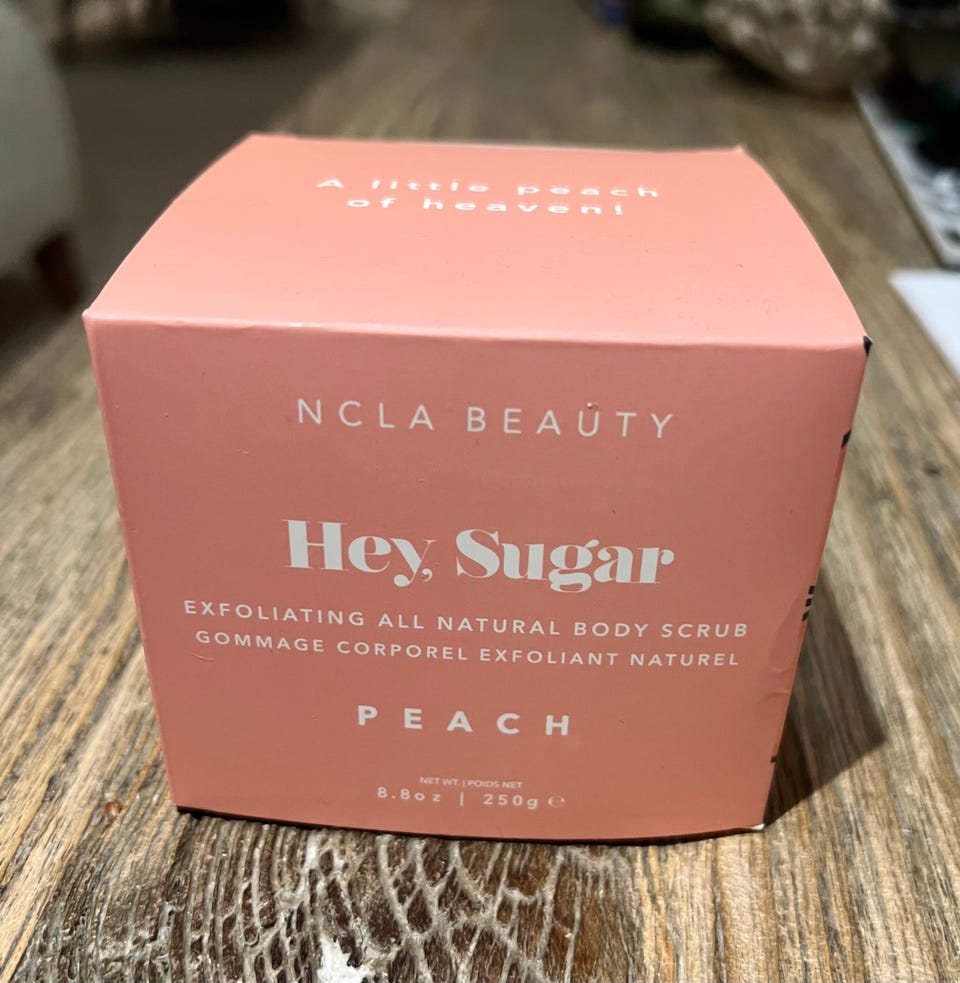 A little peach
of heaven!
NCLA BEAUTY
Hey, Sugar
EXFOLIATING ALL NATURAL BODY SCRUB
GOMMAGE CORPOREL EXFOLIANT NATUREL
PEACH
NET WT. | POIDS NET
8.8oz | 250g ℮